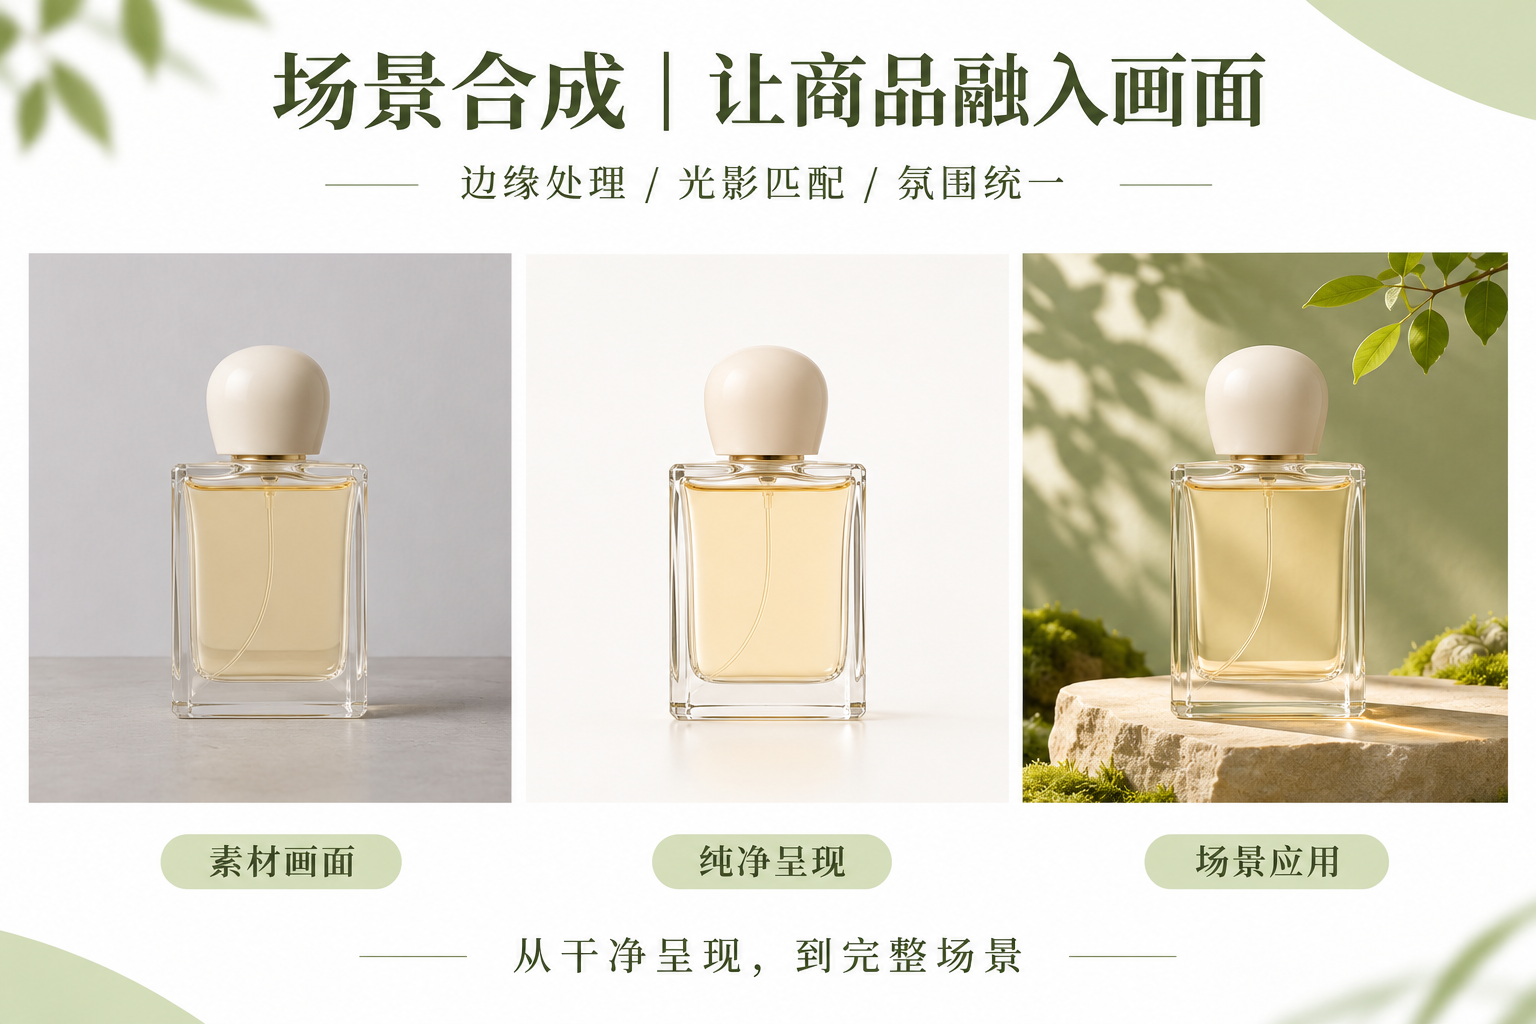 场景合成｜让商品融入画面
边缘处理 / 光影匹配 / 氛围统一
素材画面
纯净呈现
场景应用
从干净呈现，到完整场景